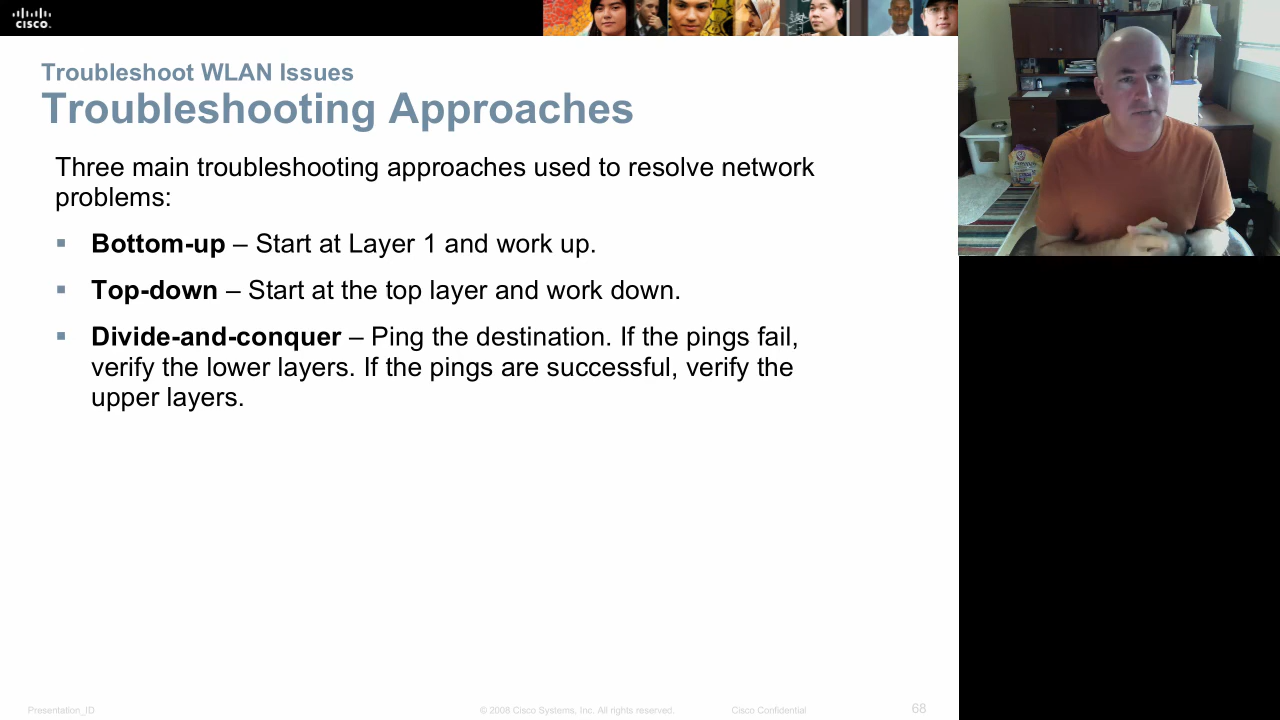 CISCO.
Troubleshoot WLAN Issues
Troubleshooting Approaches
Three main troubleshooting approaches used to resolve network
problems:
▪ Bottom-up – Start at Layer 1 and work up.
▪ Top-down – Start at the top layer and work down.
▪ Divide-and-conquer – Ping the destination. If the pings fail,
verify the lower layers. If the pings are successful, verify the
upper layers.
Presentation_ID
© 2008 Cisco Systems, Inc. All rights reserved.
Cisco Confidential
68